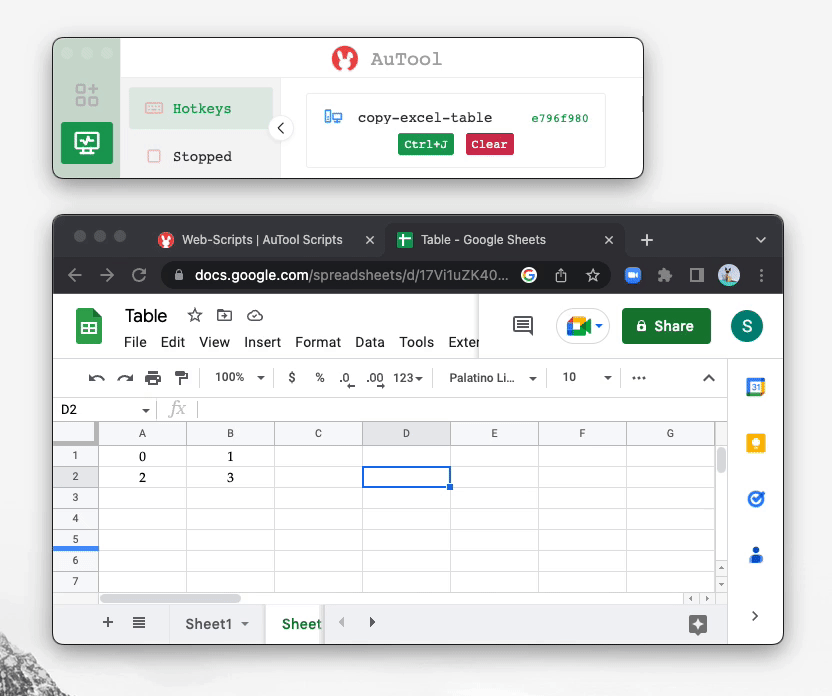 AuTool
Hotkeys
copy-excel-table e796f980
Ctrl+J Clear
Stopped
Web-Scripts | AuTool Scripts
Table - Google Sheets
docs.google.com/spreadsheets/d/17Vi1uZK40...
Table
File Edit View Insert Format Data Tools Exter
Share
S
100% $ % .0 .00 123 Palatino Li... 10
31
D2 fx
A B C D E F G
1 0 1
2 2 3
3
4
5
6
7
Sheet1 Sheet